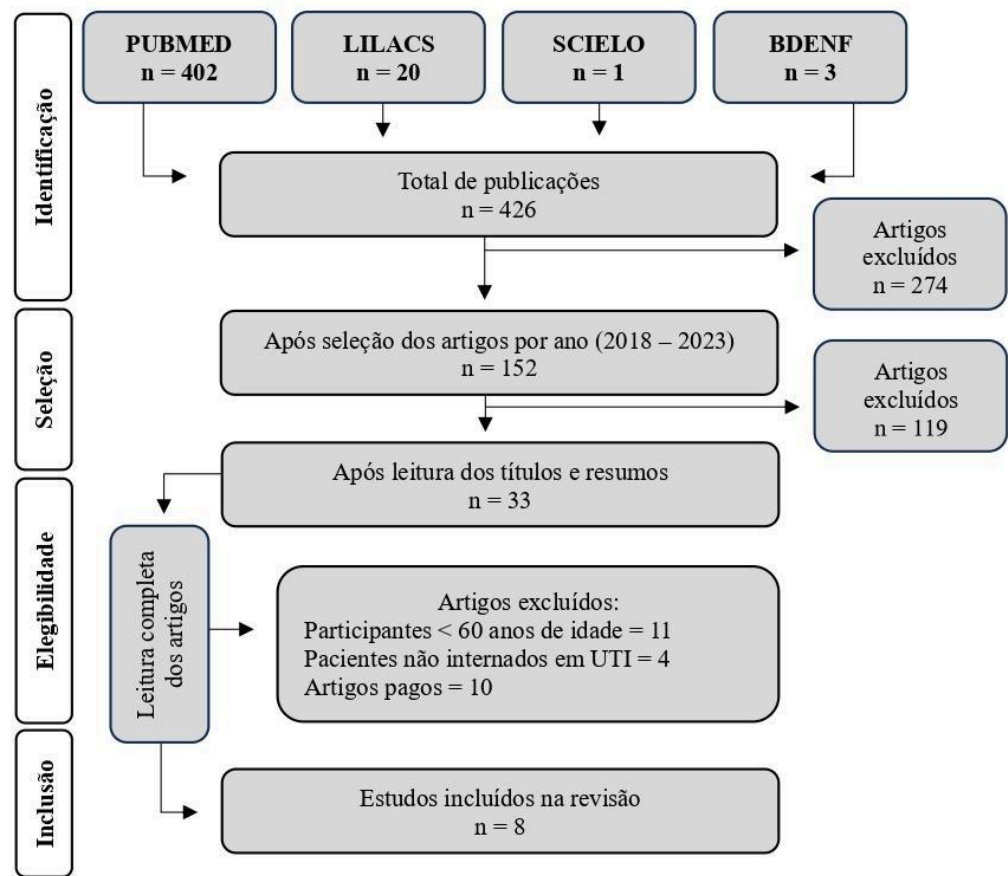 Identificação
PUBMED
n = 402
LILACS
n = 20
SCIELO
n = 1
BDENF
n = 3
Total de publicações
n = 426
Artigos
excluídos
n = 274
Seleção
Após seleção dos artigos por ano (2018 – 2023)
n = 152
Artigos
excluídos
n = 119
Elegibilidade
Após leitura dos títulos e resumos
n = 33
Leitura completa
dos artigos
Artigos excluídos:
Participantes < 60 anos de idade = 11
Pacientes não internados em UTI = 4
Artigos pagos = 10
Inclusão
Estudos incluídos na revisão
n = 8